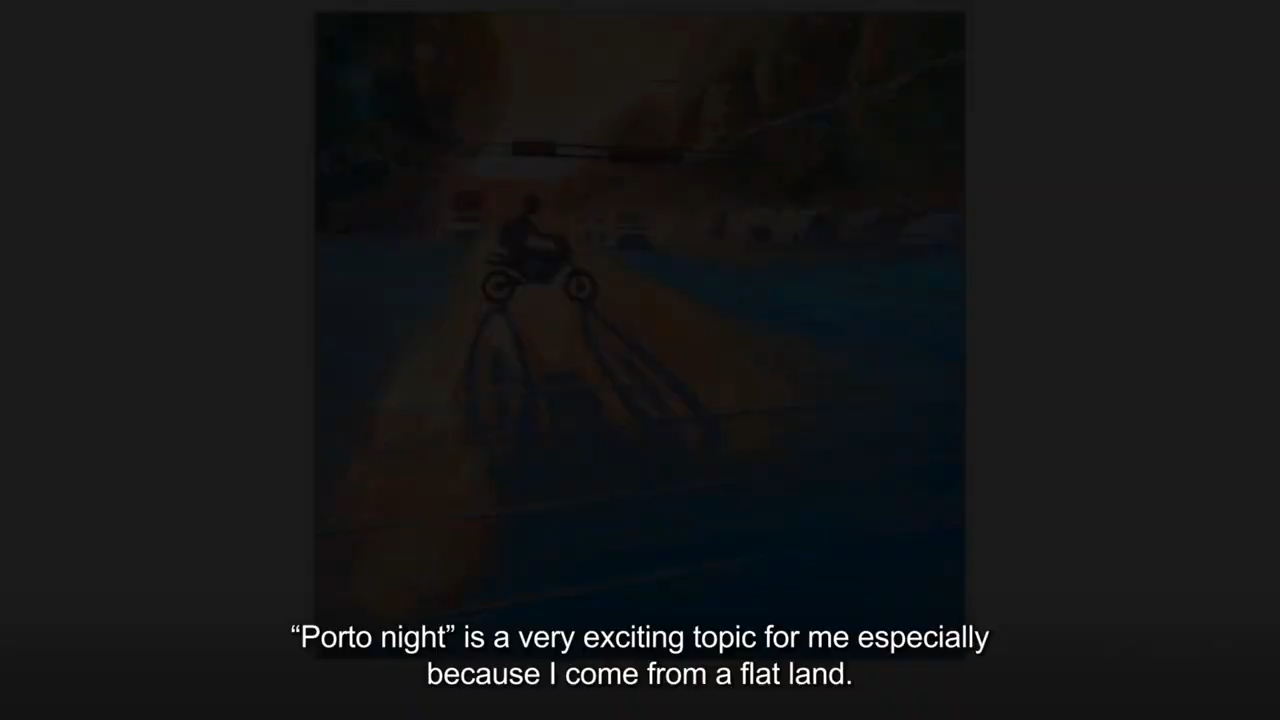 “Porto night” is a very exciting topic for me especially
because I come from a flat land.